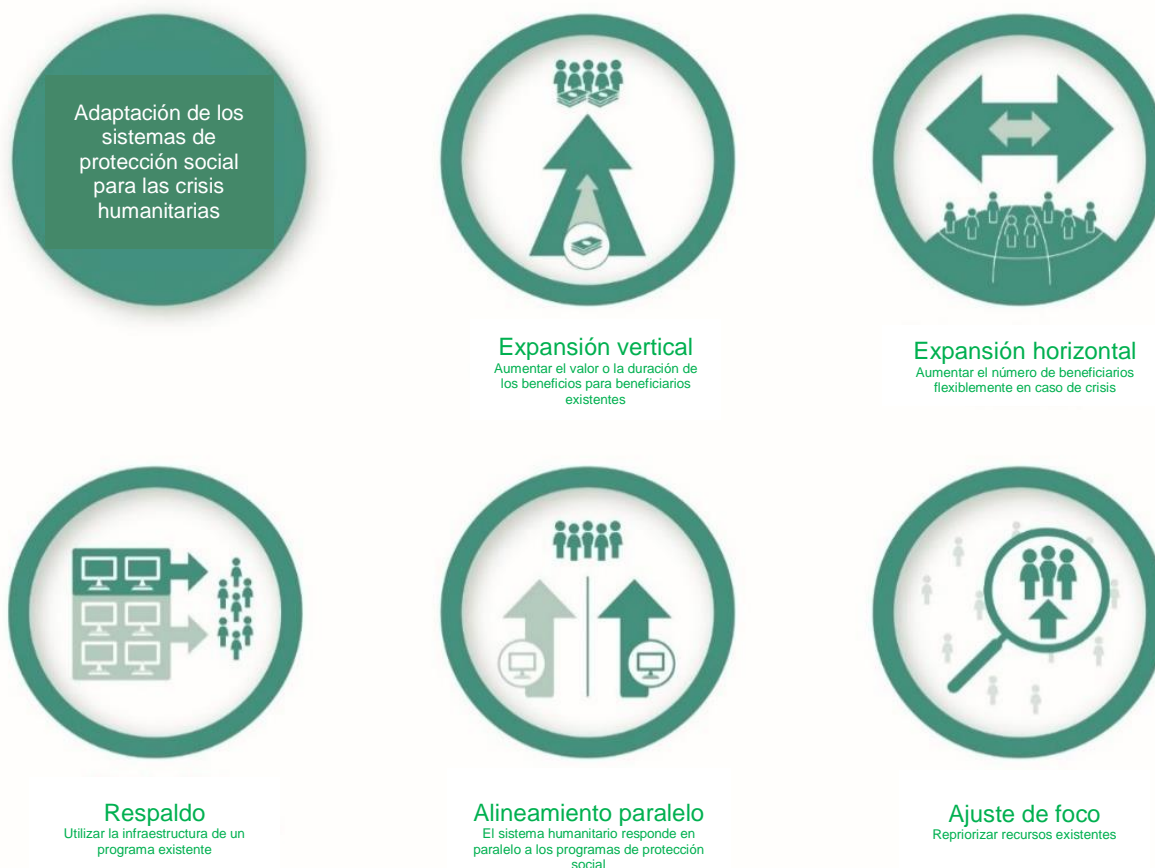 Adaptación de los
sistemas de
protección social
para las crisis
humanitarias
Expansión vertical
Aumentar el valor o la duración de
los beneficios para beneficiarios
existentes
Expansión horizontal
Aumentar el número de beneficiarios
flexiblemente en caso de crisis
Respaldo
Utilizar la infraestructura de un
programa existente
Alineamiento paralelo
El sistema humanitario responde en
paralelo a los programas de protección
social
Ajuste de foco
Repriorizar recursos existentes